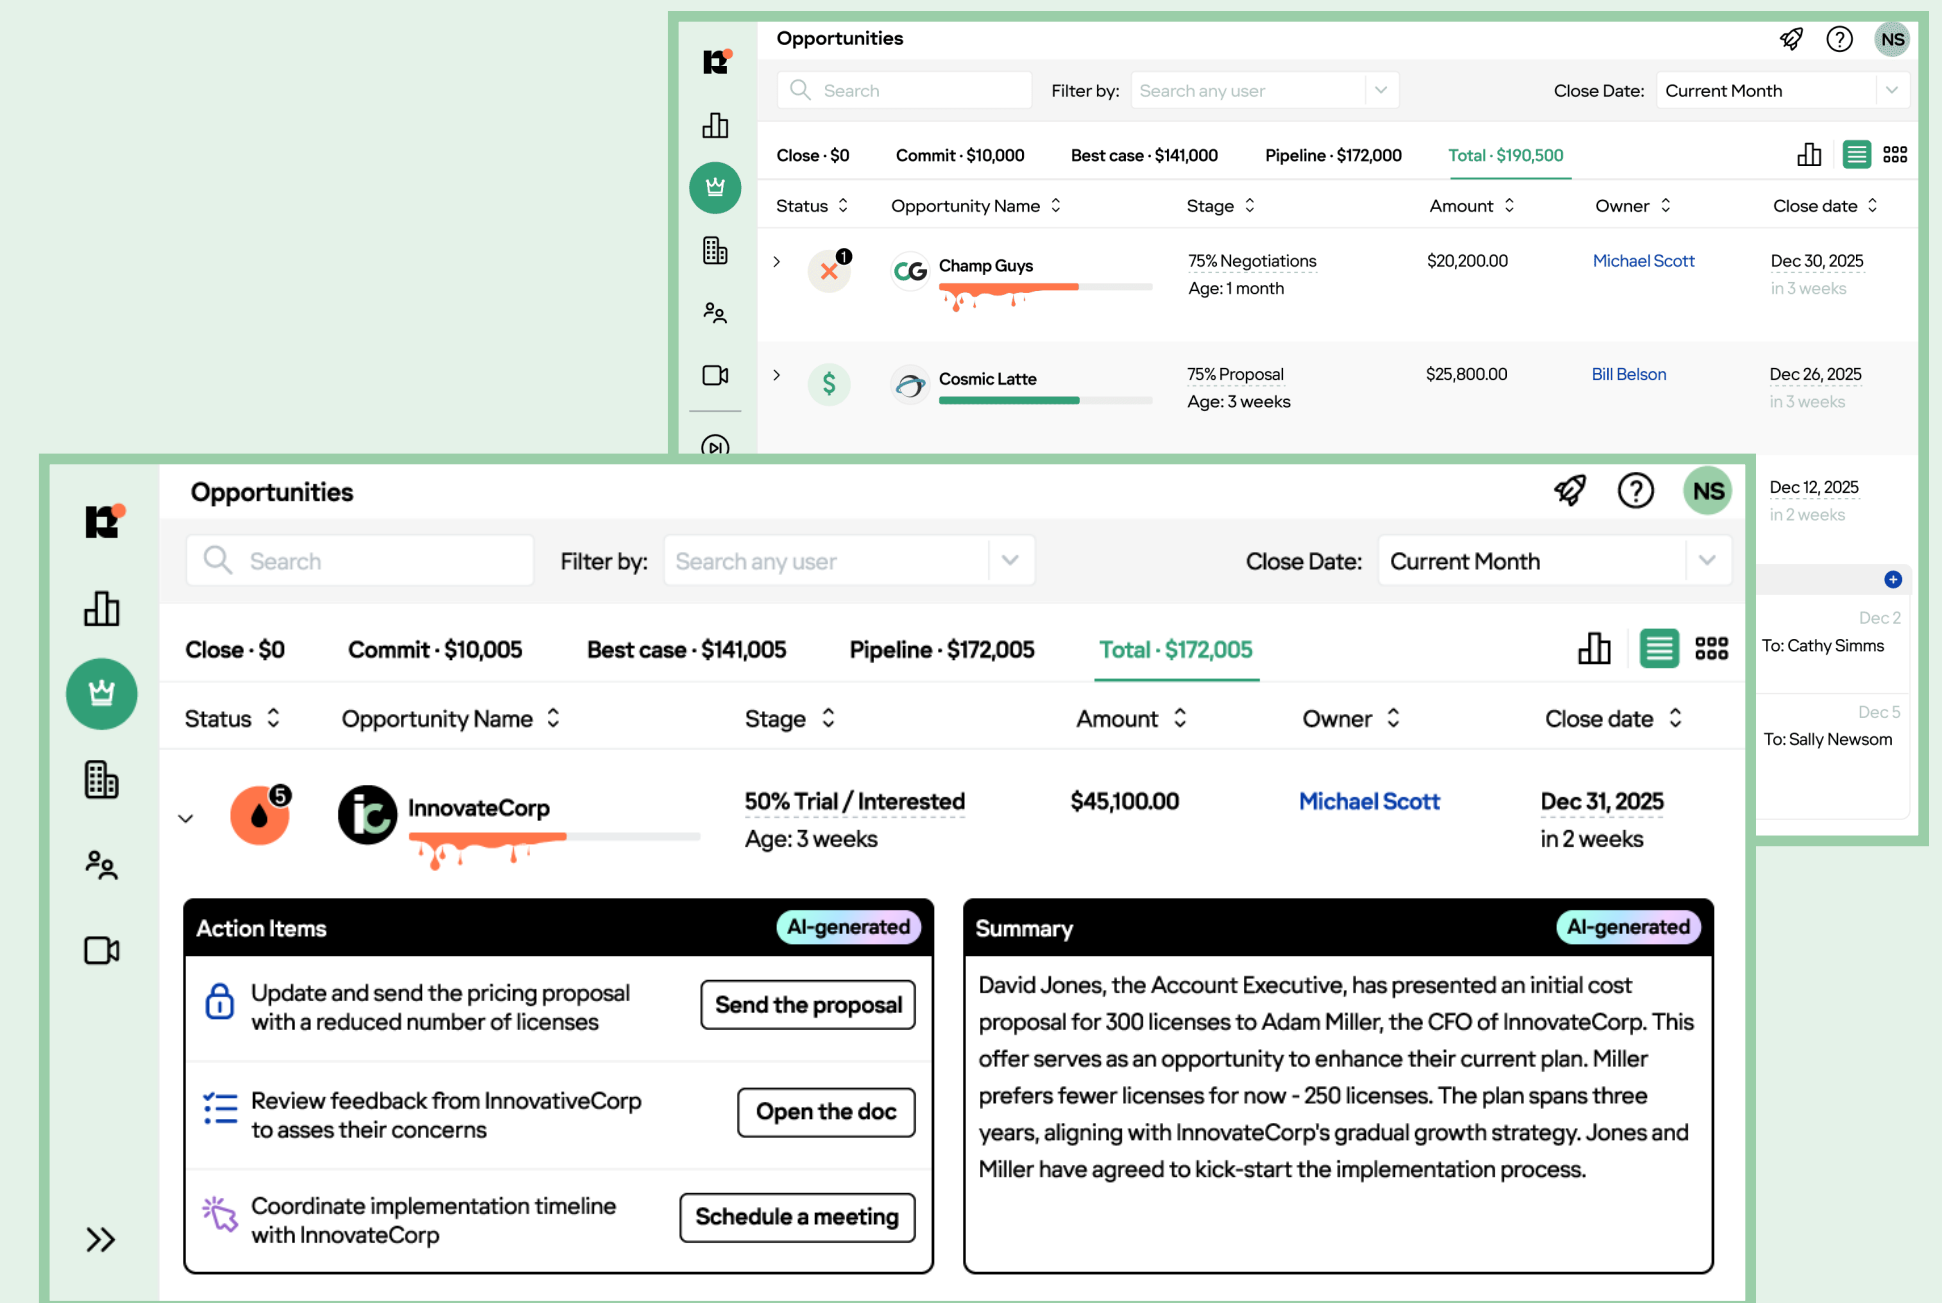 Opportunities
NS
Search
Filter by:
Search any user
Close Date:
Current Month
Close · $0
Commit · $10,000
Best case · $141,000
Pipeline · $172,000
Total · $190,500
Status
Opportunity Name
Stage
Amount
Owner
Close date
1
CG
Champ Guys
75% Negotiations
Age: 1 month
$20,200.00
Michael Scott
Dec 30, 2025
in 3 weeks
$
Cosmic Latte
75% Proposal
Age: 3 weeks
$25,800.00
Bill Belson
Dec 26, 2025
in 3 weeks
Dec 12, 2025
in 2 weeks
Dec 2
To: Cathy Simms
Dec 5
To: Sally Newsom
Opportunities
NS
Search
Filter by:
Search any user
Close Date:
Current Month
Close · $0
Commit · $10,005
Best case · $141,005
Pipeline · $172,005
Total · $172,005
Status
Opportunity Name
Stage
Amount
Owner
Close date
5
ic
InnovateCorp
50% Trial / Interested
Age: 3 weeks
$45,100.00
Michael Scott
Dec 31, 2025
in 2 weeks
Action Items
AI-generated
Update and send the pricing proposal
with a reduced number of licenses
Send the proposal
Review feedback from InnovativeCorp
to asses their concerns
Open the doc
Coordinate implementation timeline
with InnovateCorp
Schedule a meeting
Summary
AI-generated
David Jones, the Account Executive, has presented an initial cost
proposal for 300 licenses to Adam Miller, the CFO of InnovateCorp. This
offer serves as an opportunity to enhance their current plan. Miller
prefers fewer licenses for now - 250 licenses. The plan spans three
years, aligning with InnovateCorp's gradual growth strategy. Jones and
Miller have agreed to kick-start the implementation process.